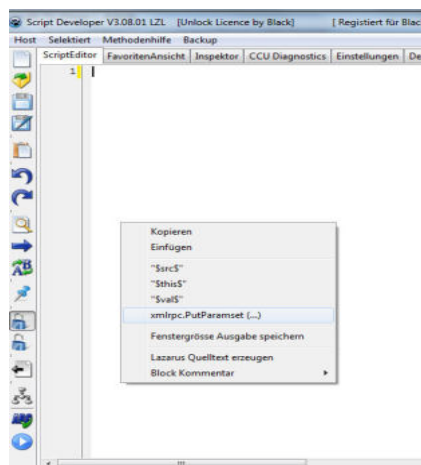 Script Developer V3.08.01 LZL [Unlock Licence by Black] [ Registiert für Blac
Host Selektiert Methodenhilfe Backup
ScriptEditor FavoritenAnsicht Inspektor CCU Diagnostics Einstellungen De
1
Kopieren
Einfügen
"$src$"
"$this$"
"$val$"
xmlrpc.PutParamset (...)
Fenstergrösse Ausgabe speichern
Lazarus Quelltext erzeugen
Block Kommentar